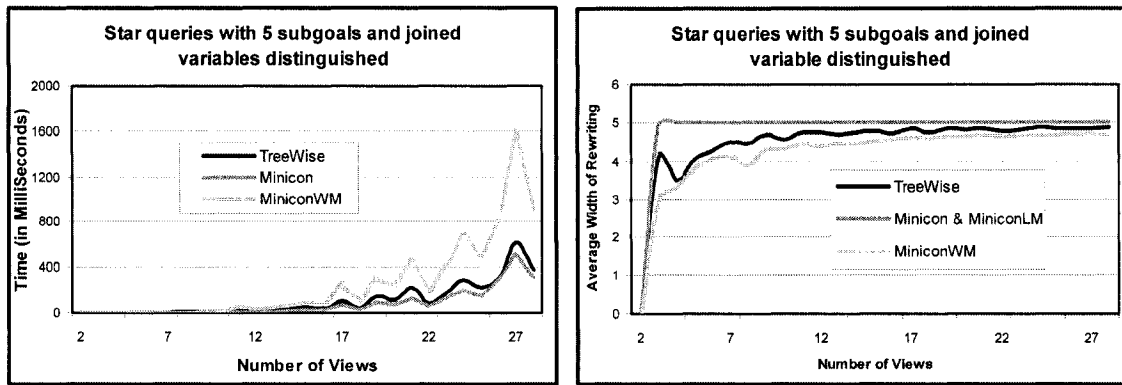 Star queries with 5 subgoals and joined
variables distinguished
Time (in MilliSeconds)
2000
1600
1200
800
400
0
TreeWise
Minicon
MiniconWM
2
7
12
17
22
27
Number of Views
Star queries with 5 subgoals and joined
variable distinguished
Average Width of Rewriting
6
5
4
3
2
1
0
TreeWise
Minicon & MiniconLM
MiniconWM
2
7
12
17
22
27
Number of Views